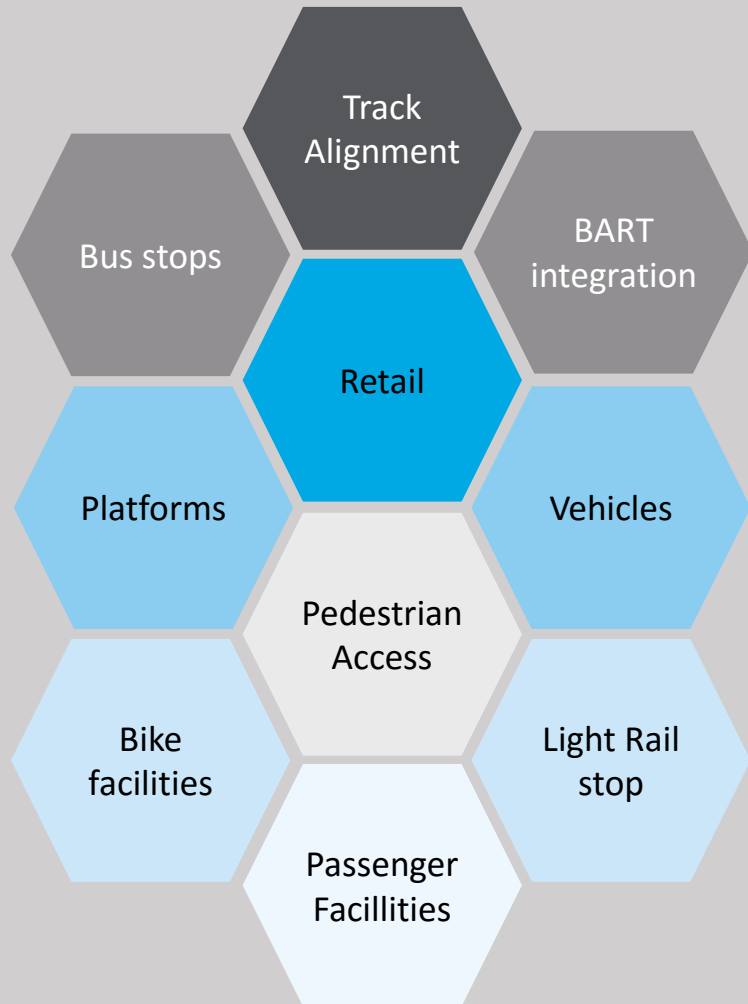 Track
Alignment
Bus stops
BART
integration
Retail
Platforms
Vehicles
Pedestrian
Access
Bike
facilities
Light Rail
stop
Passenger
Facillities